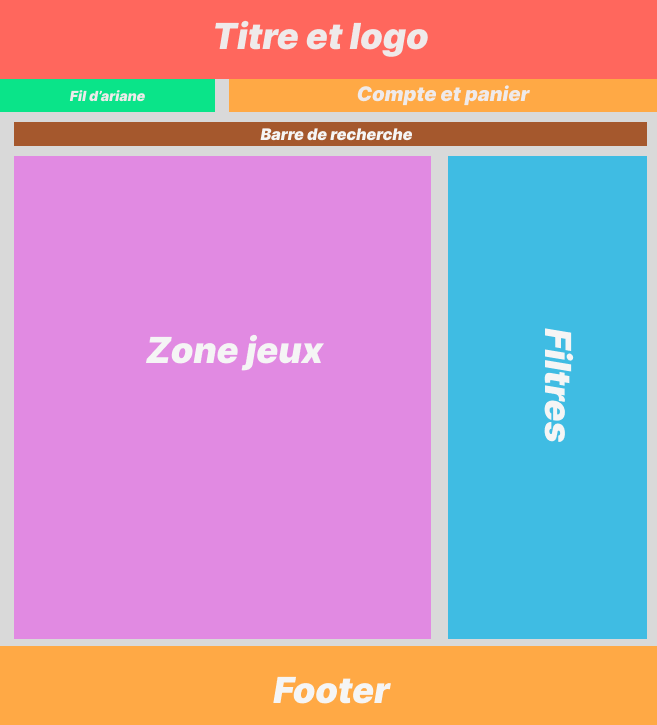 Titre et logo
Fil d'ariane
Compte et panier
Barre de recherche
Zone jeux
Filtres
Footer